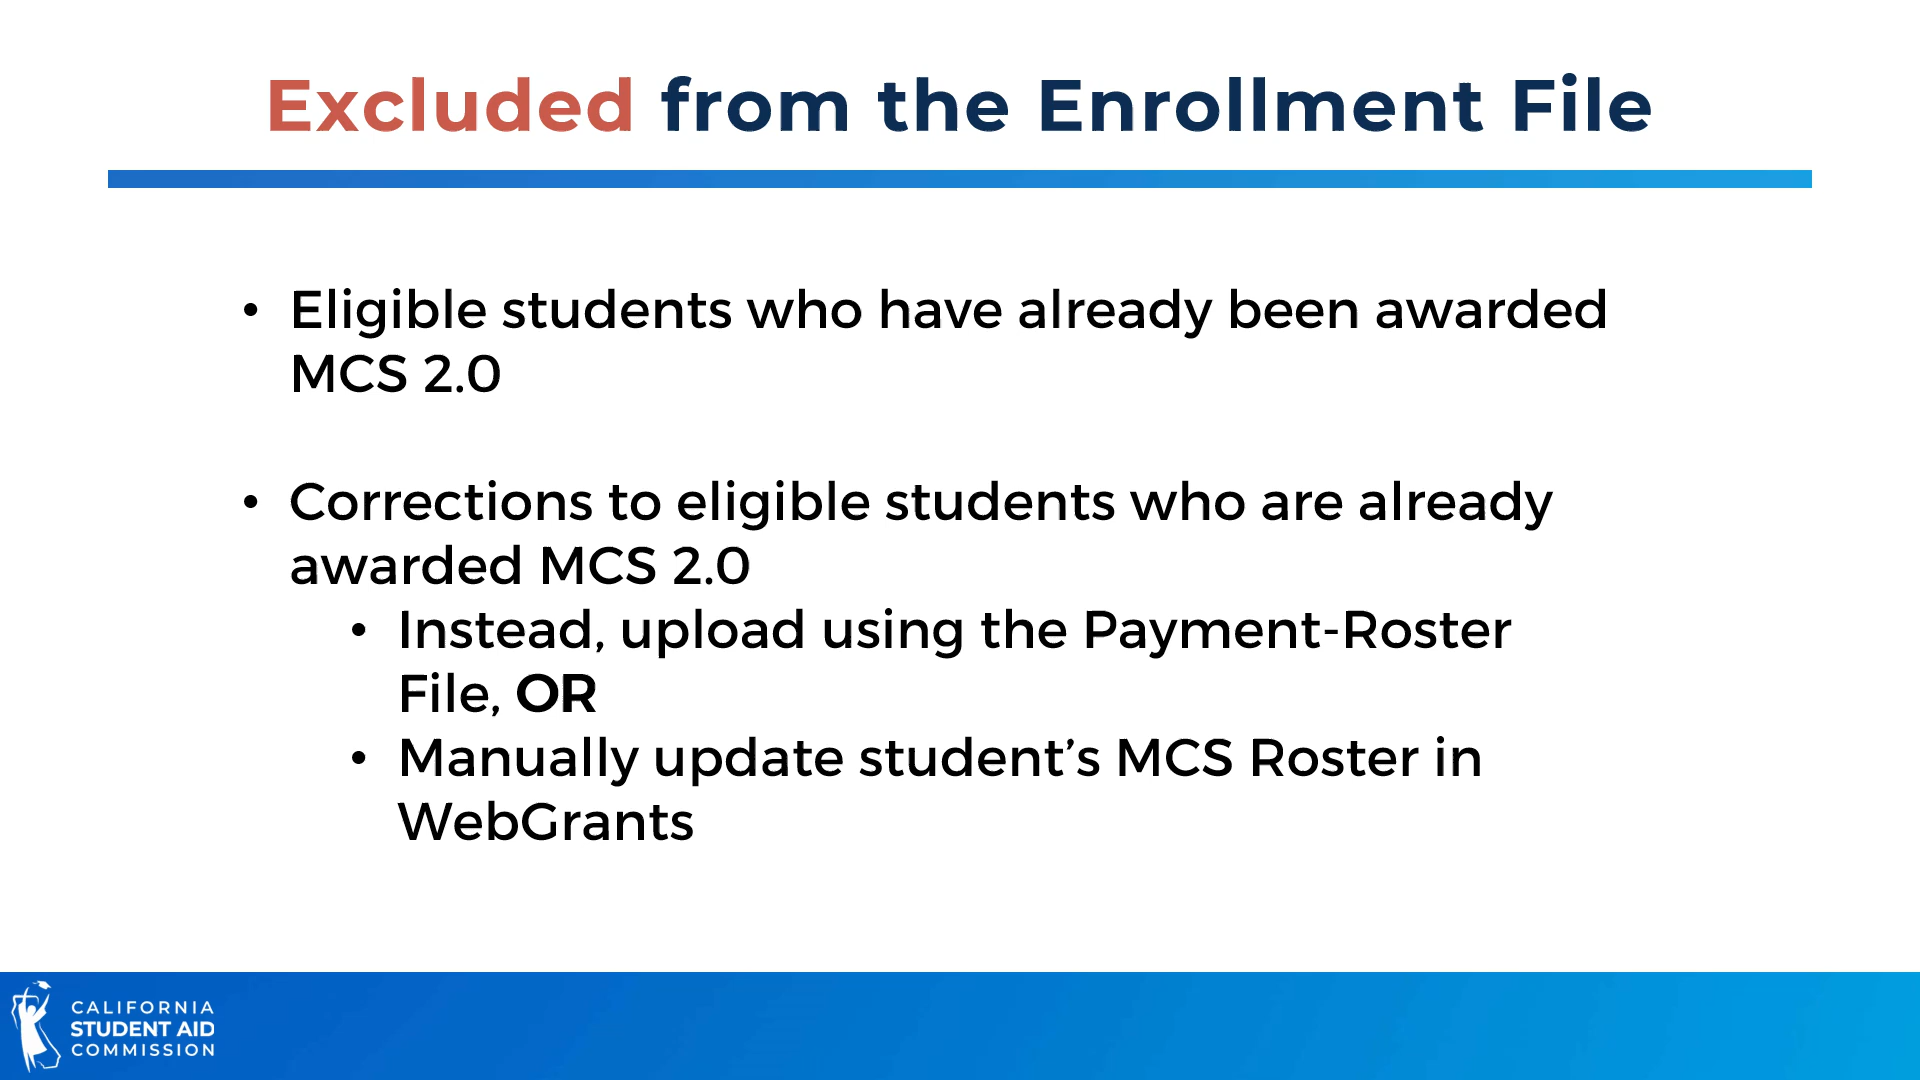 Excluded from the Enrollment File
• Eligible students who have already been awarded
MCS 2.0
• Corrections to eligible students who are already
awarded MCS 2.0
• Instead, upload using the Payment-Roster
File, OR
• Manually update student’s MCS Roster in
WebGrants
CALIFORNIA
STUDENT AID
COMMISSION